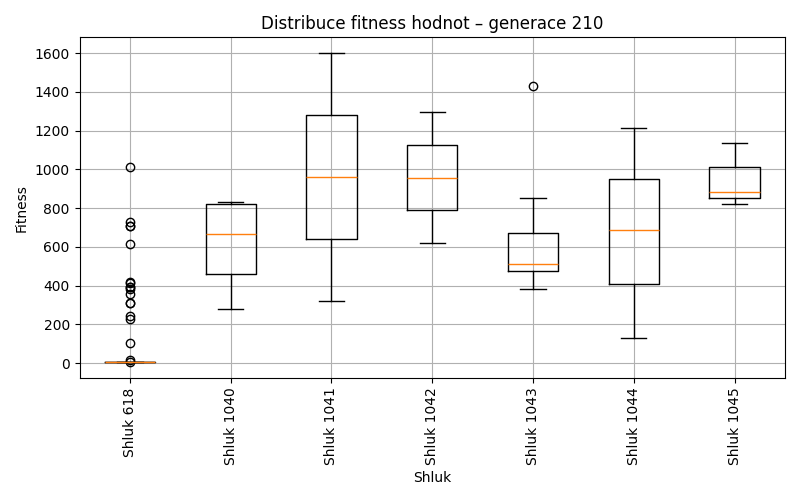 Distribuce fitness hodnot – generace 210
Fitness
1600
1400
1200
1000
800
600
400
200
0
Shluk 618
Shluk 1040
Shluk 1041
Shluk 1042
Shluk 1043
Shluk 1044
Shluk 1045
Shluk